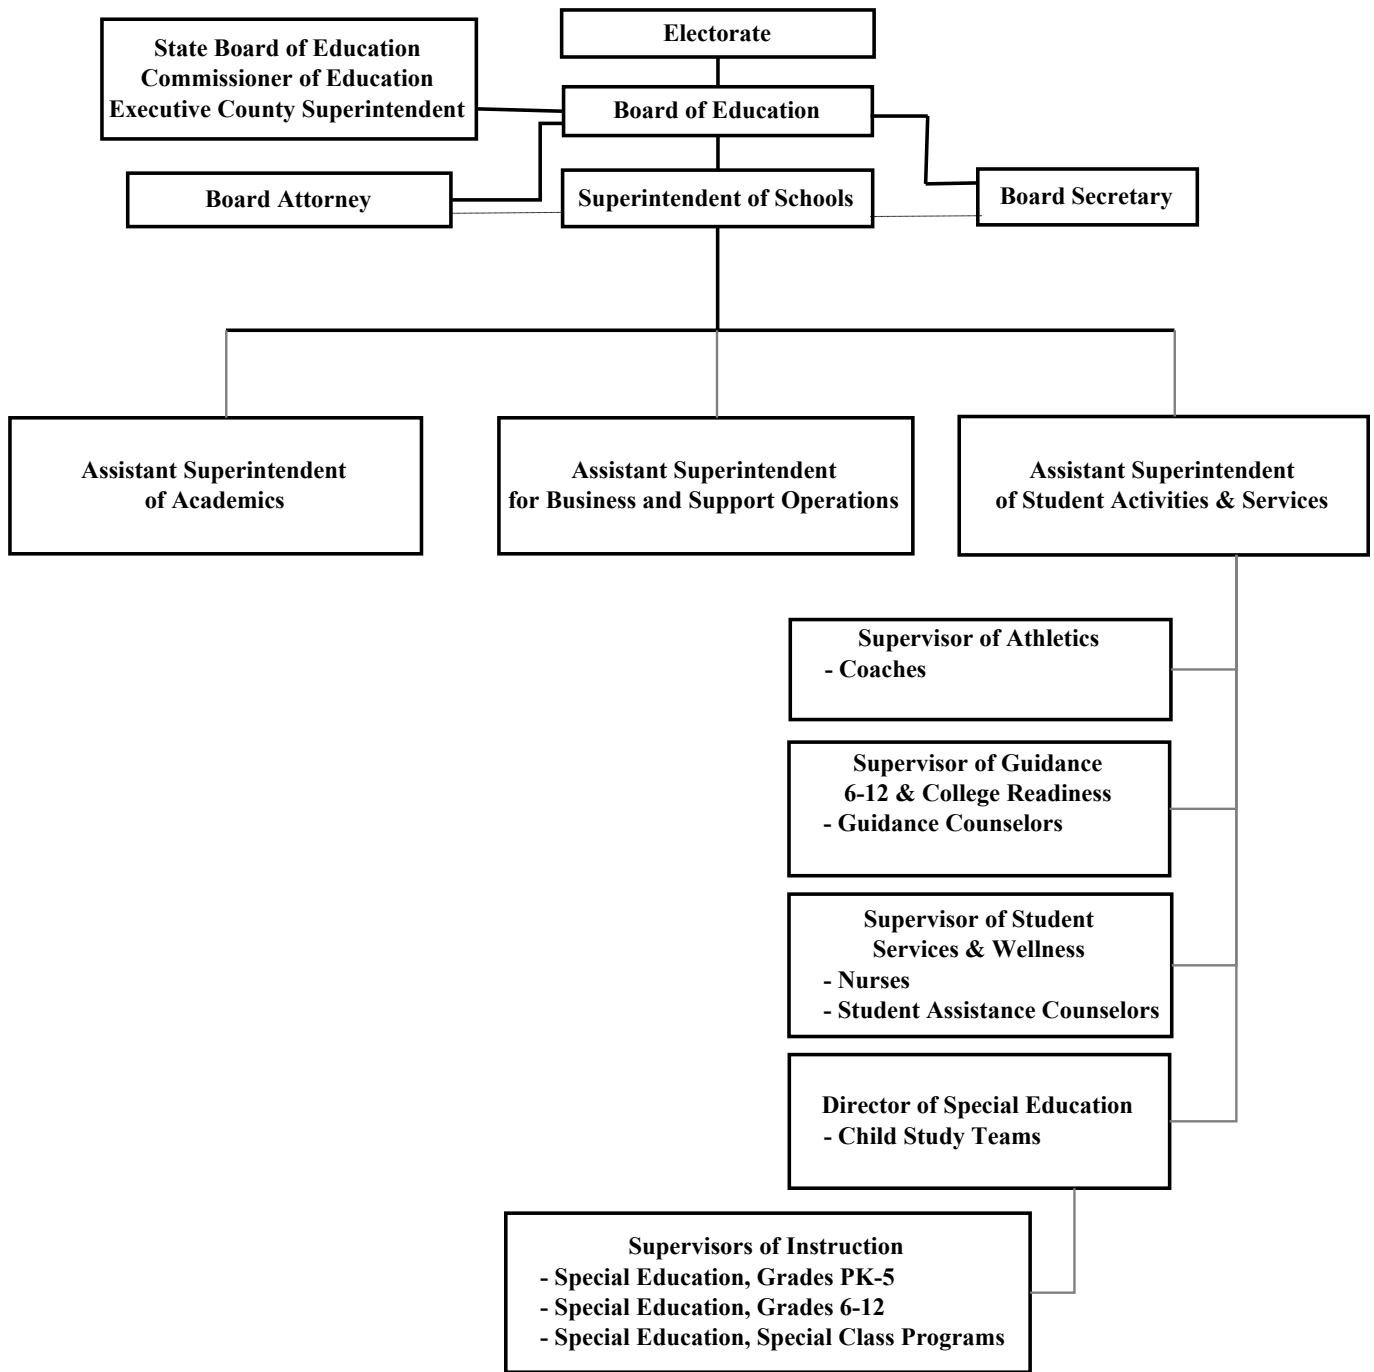 State Board of Education
Commissioner of Education
Executive County Superintendent
Electorate
Board of Education
Board Attorney
Superintendent of Schools
Board Secretary
Assistant Superintendent
of Academics
Assistant Superintendent
for Business and Support Operations
Assistant Superintendent
of Student Activities & Services
Supervisor of Athletics
- Coaches
Supervisor of Guidance
6-12 & College Readiness
- Guidance Counselors
Supervisor of Student
Services & Wellness
- Nurses
- Student Assistance Counselors
Director of Special Education
- Child Study Teams
Supervisors of Instruction
- Special Education, Grades PK-5
- Special Education, Grades 6-12
- Special Education, Special Class Programs